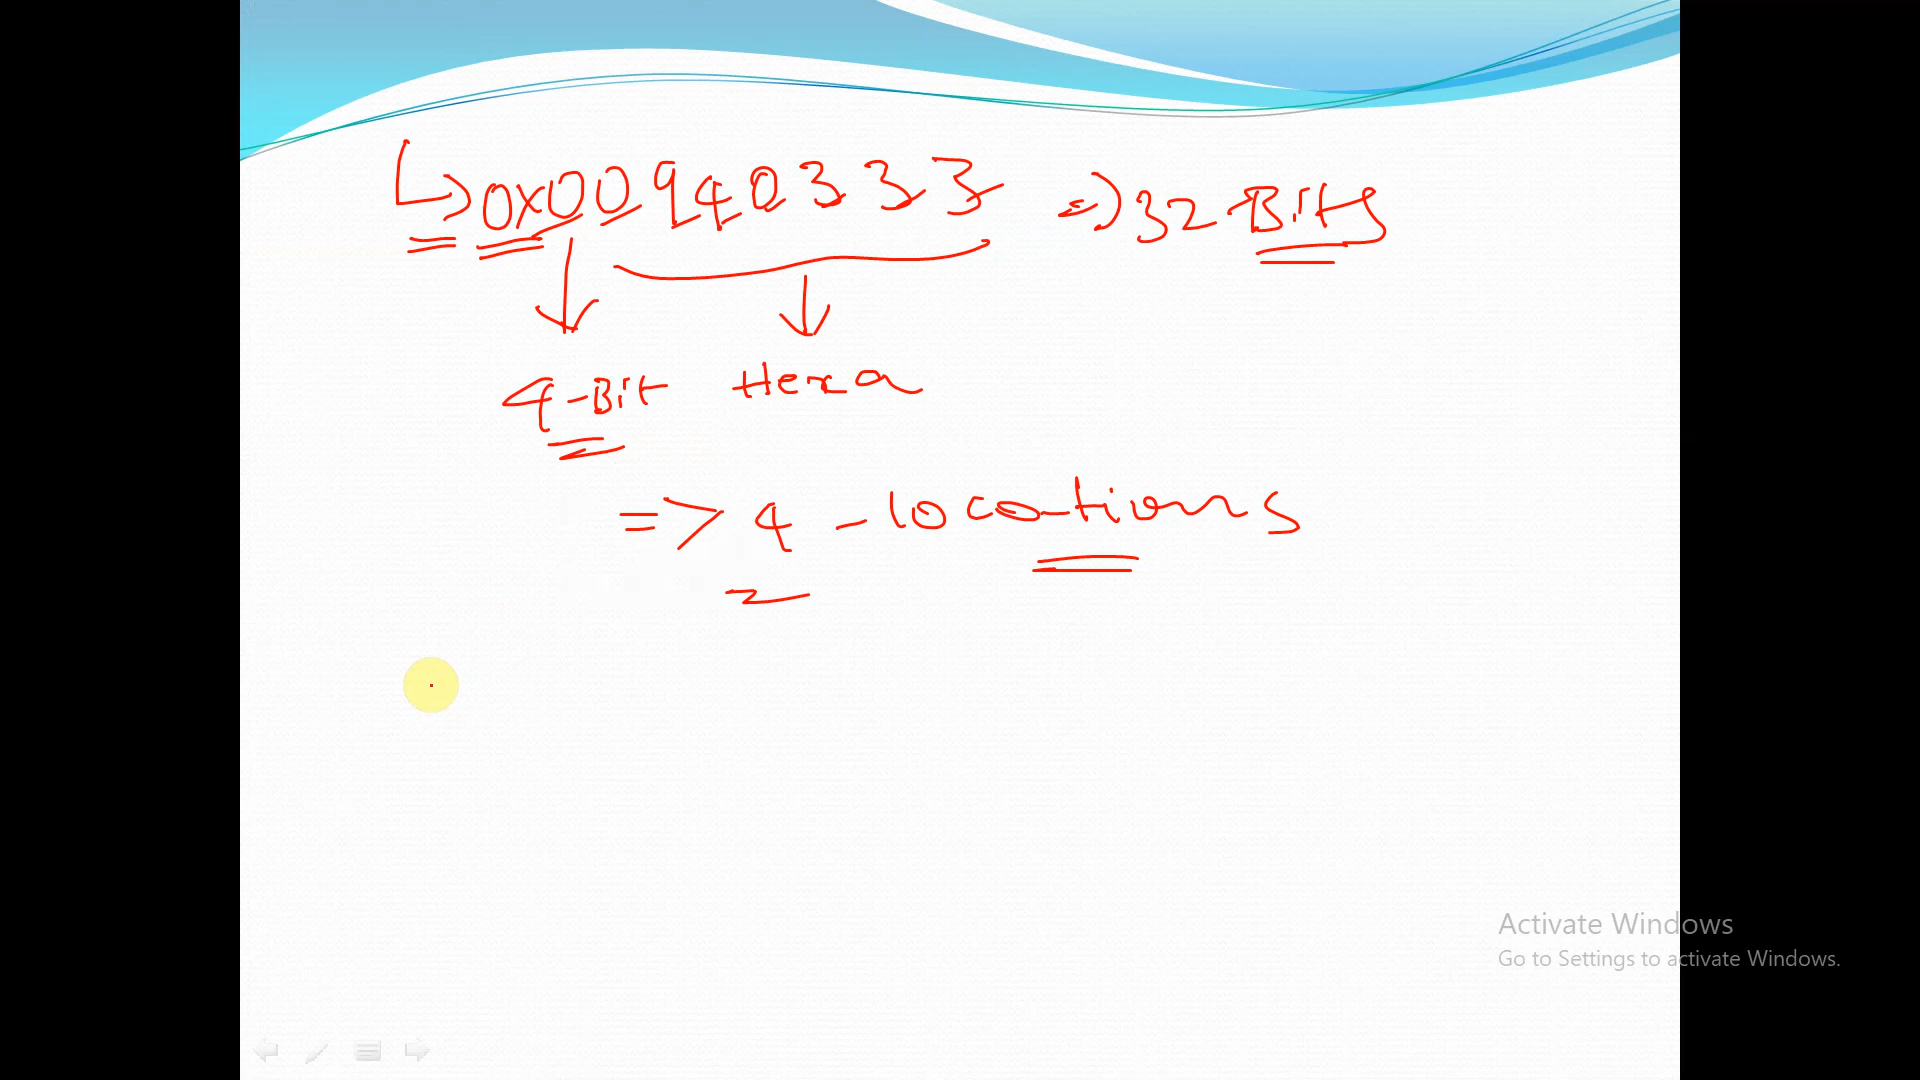 ↳ 0x00940333 => 32-Bits
4-Bit Hexa
=> 4 - locations
Activate Windows
Go to Settings to activate Windows.